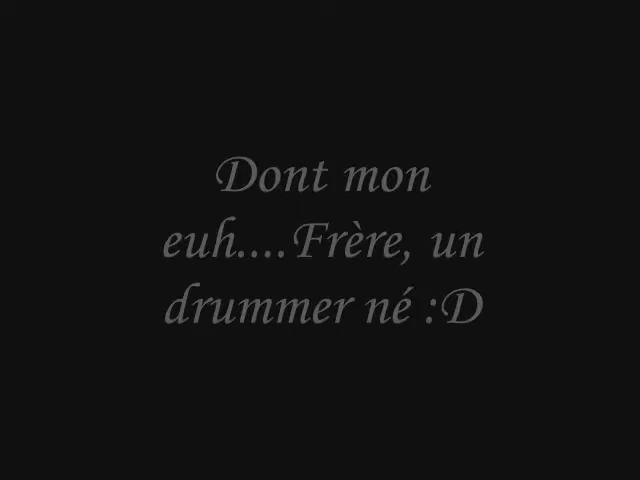 Dont mon
euh....Frère, un
drummer né :D